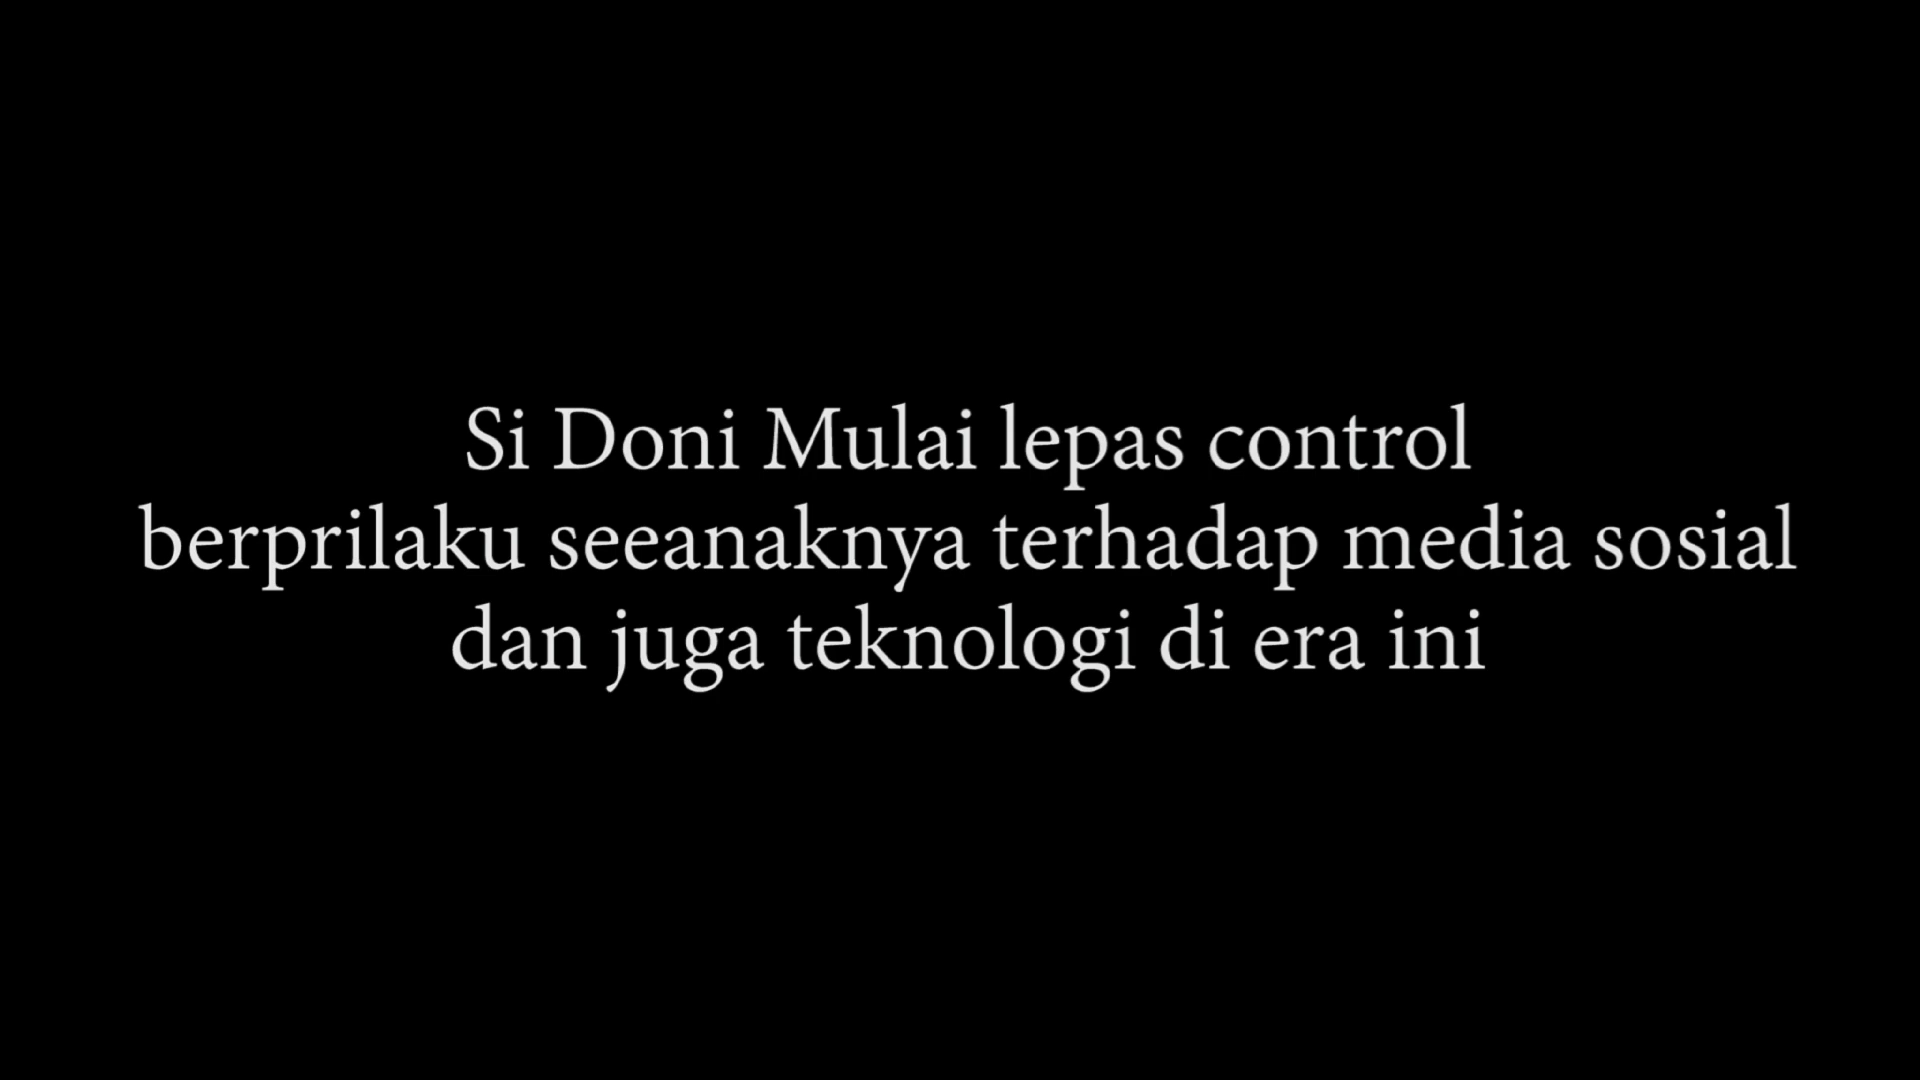 Si Doni Mulai lepas control
berprilaku seeanaknya terhadap media sosial
dan juga teknologi di era ini